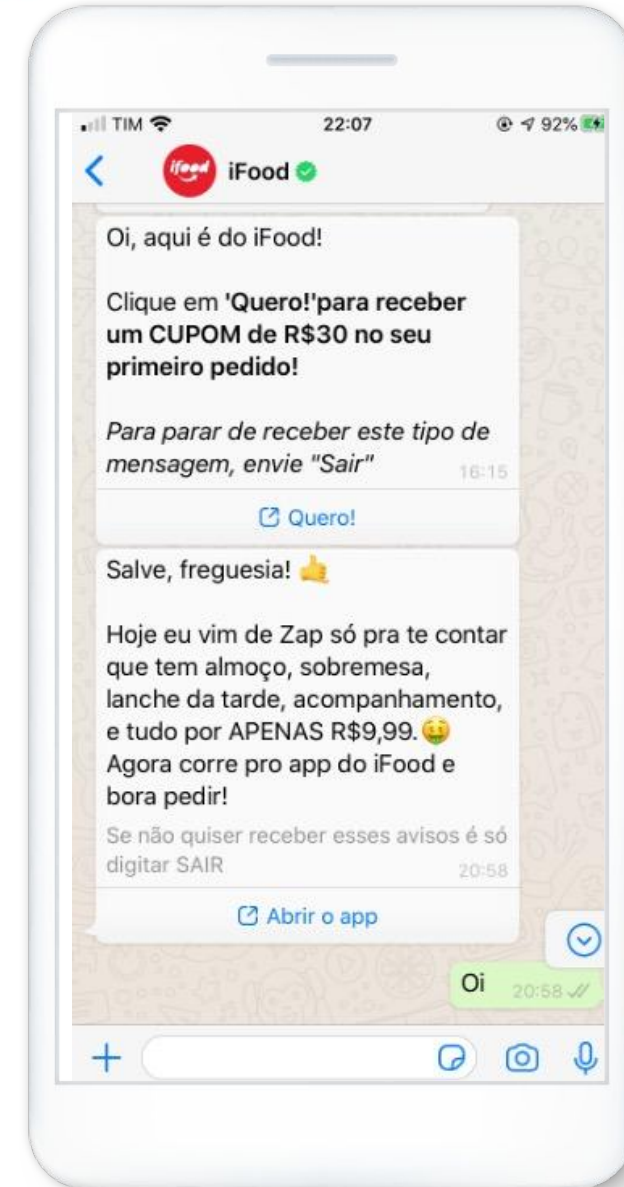 TIM 22:07 92%
ifood iFood
Oi, aqui é do iFood!
Clique em 'Quero!'para receber
um CUPOM de R$30 no seu
primeiro pedido!
Para parar de receber este tipo de
mensagem, envie "Sair"
16:15
Quero!
Salve, freguesia! 🤙
Hoje eu vim de Zap só pra te contar
que tem almoço, sobremesa,
lanche da tarde, acompanhamento,
e tudo por APENAS R$9,99.🤑
Agora corre pro app do iFood e
bora pedir!
Se não quiser receber esses avisos é só
digitar SAIR
20:58
Abrir o app
Oi 20:58